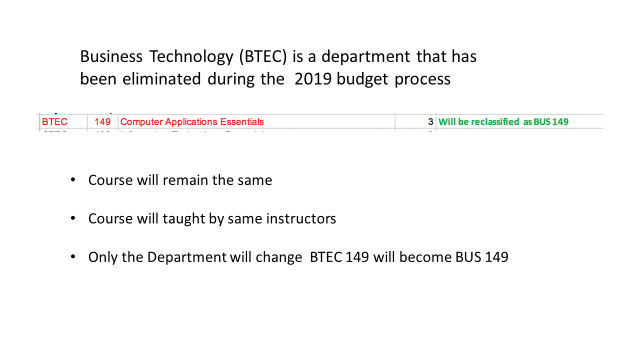 Business Technology (BTEC) is a department that has
been eliminated during the 2019 budget process
BTEC 149 Computer Applications Essentials 3 Will be reclassified as BUS 149
• Course will remain the same
• Course will taught by same instructors
• Only the Department will change BTEC 149 will become BUS 149